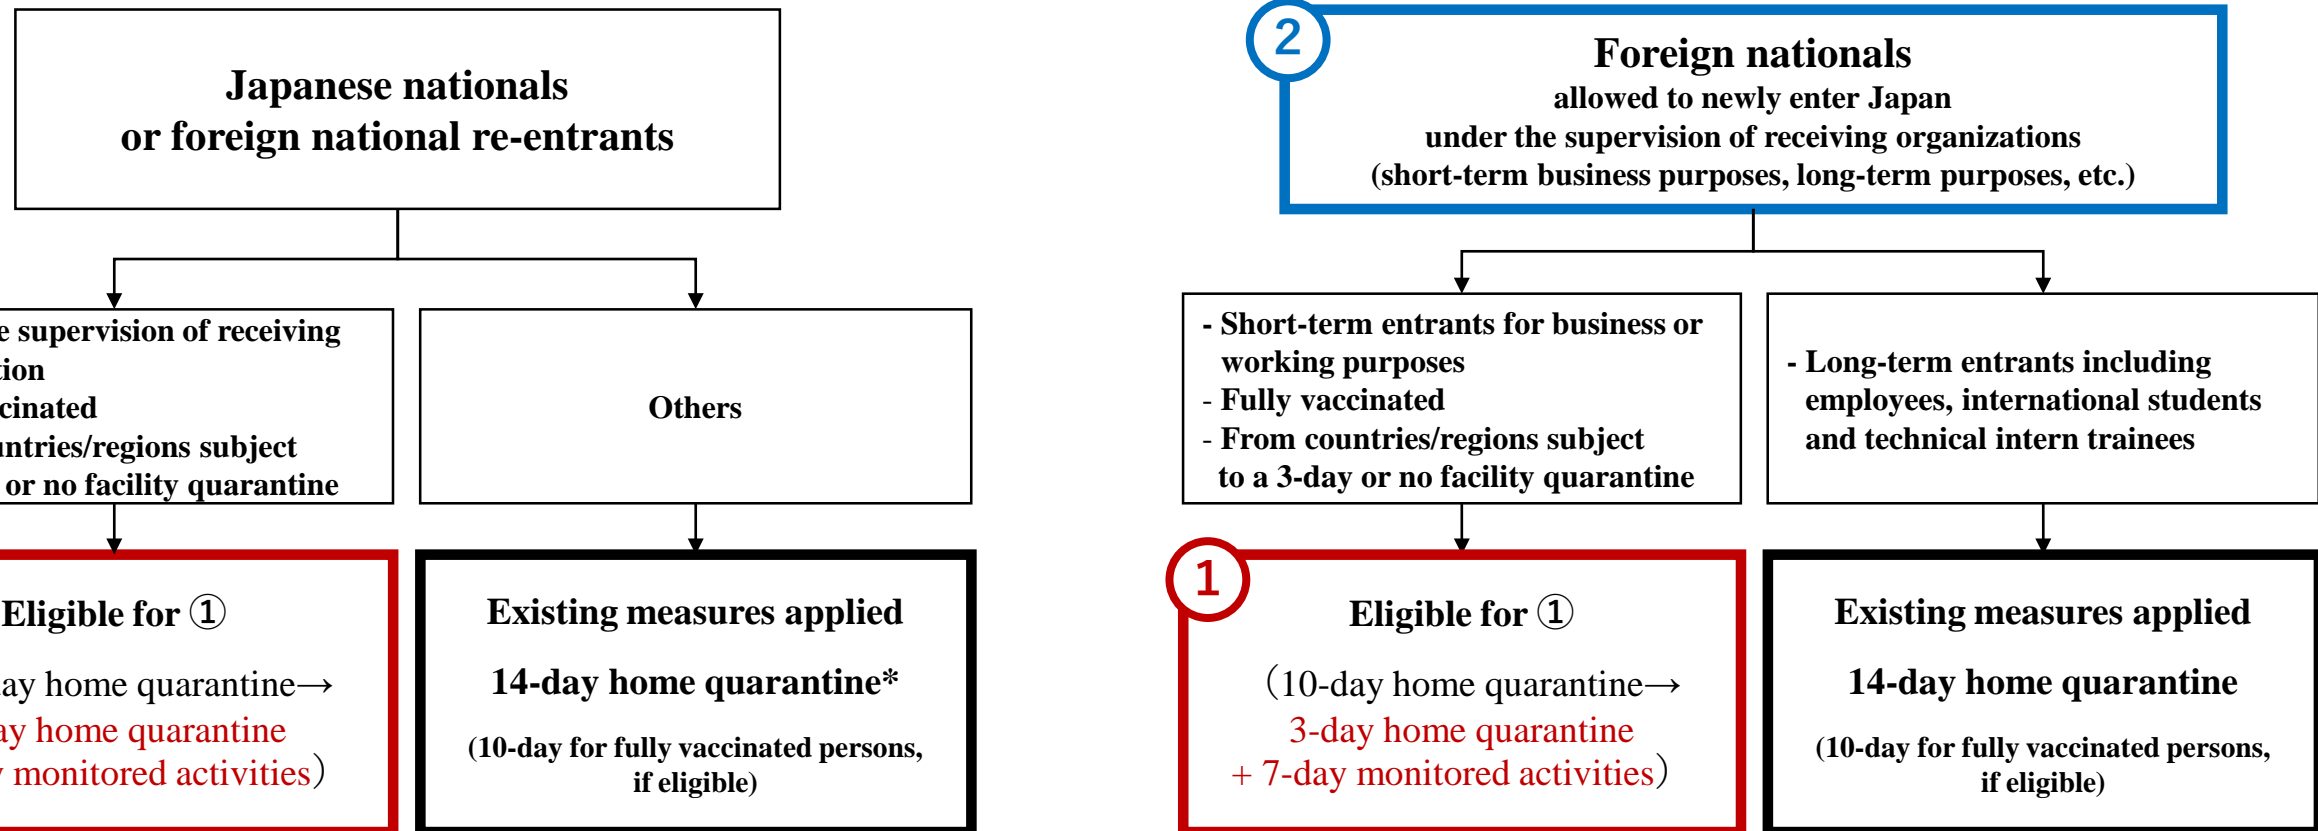 Japanese nationals
or foreign national re-entrants
supervision of receiving
Others
countries/regions subject
or no facility quarantine
Eligible for ①
home quarantine→
home quarantine
monitored activities）
Existing measures applied
14-day home quarantine*
(10-day for fully vaccinated persons,
if eligible)
2
Foreign nationals
allowed to newly enter Japan
under the supervision of receiving organizations
(short-term business purposes, long-term purposes, etc.)
- Short-term entrants for business or
working purposes
- Fully vaccinated
- From countries/regions subject
to a 3-day or no facility quarantine
- Long-term entrants including
employees, international students
and technical intern trainees
1
Eligible for ①
（10-day home quarantine→
3-day home quarantine
+ 7-day monitored activities）
Existing measures applied
14-day home quarantine
(10-day for fully vaccinated persons,
if eligible)